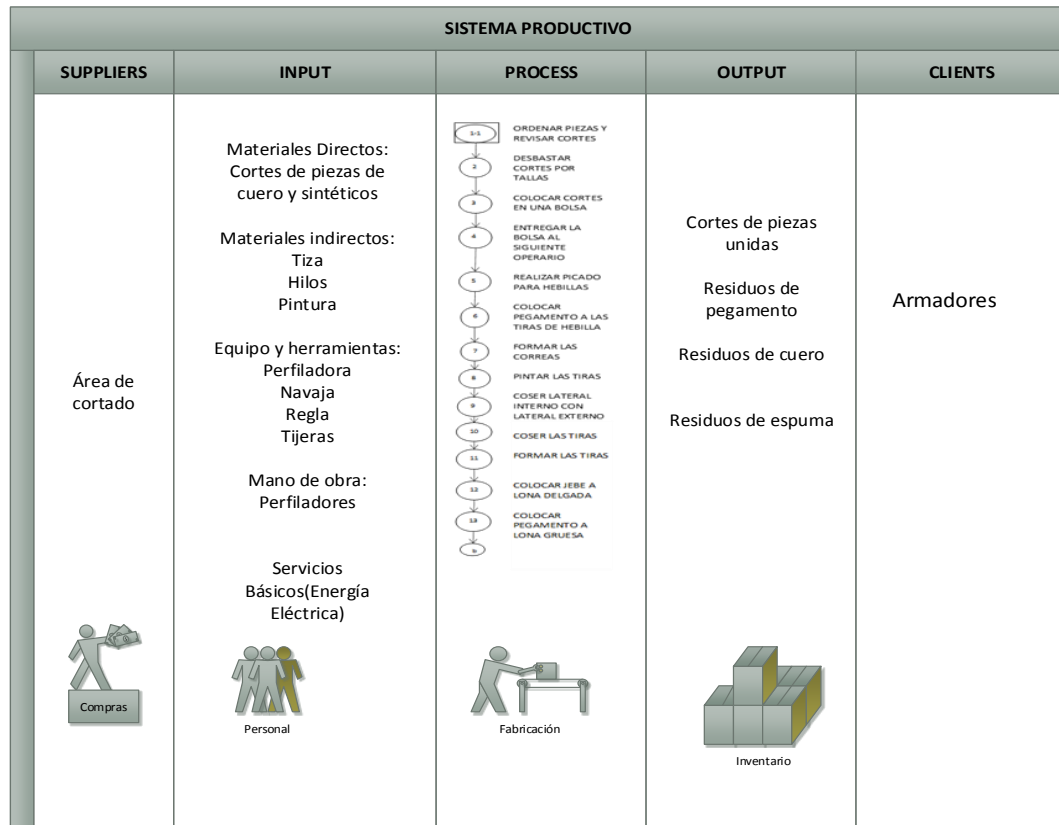 SISTEMA PRODUCTIVO
SUPPLIERS
INPUT
PROCESS
OUTPUT
CLIENTS
Área de
cortado
Compras
Materiales Directos:
Cortes de piezas de
cuero y sintéticos
Materiales indirectos:
Tiza
Hilos
Pintura
Equipo y herramientas:
Perfiladora
Navaja
Regla
Tijeras
Mano de obra:
Perfiladores
Servicios
Básicos(Energía
Eléctrica)
Personal
1-1
ORDENAR PIEZAS Y
REVISAR CORTES
2
DESBASTAR
CORTES POR
TALLAS
3
COLOCAR CORTES
EN UNA BOLSA
4
ENTREGAR LA
BOLSA AL
SIGUIENTE
OPERARIO
5
REALIZAR PICADO
PARA HEBILLAS
6
COLOCAR
PEGAMENTO A LAS
TIRAS DE HEBILLA
7
FORMAR LAS
CORREAS
8
PINTAR LAS TIRAS
9
COSER LATERAL
INTERNO CON
LATERAL EXTERNO
10
COSER LAS TIRAS
11
FORMAR LAS TIRAS
12
COLOCAR JEBE A
LONA DELGADA
13
COLOCAR
PEGAMENTO A
LONA GRUESA
b
Fabricación
Cortes de piezas
unidas
Residuos de
pegamento
Residuos de cuero
Residuos de espuma
Inventario
Armadores